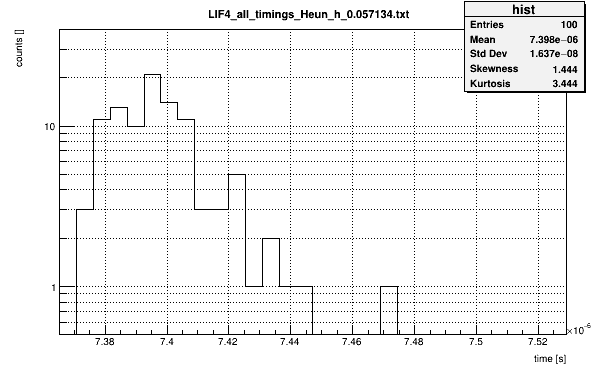 LIF4_all_timings_Heun_h_0.057134.txt
hist
Entries 100
Mean 7.398e−06
Std Dev 1.637e−08
Skewness 1.444
Kurtosis 3.444
counts []
10
1
7.38 7.4 7.42 7.44 7.46 7.48 7.5 7.52
×10⁻⁶
time [s]